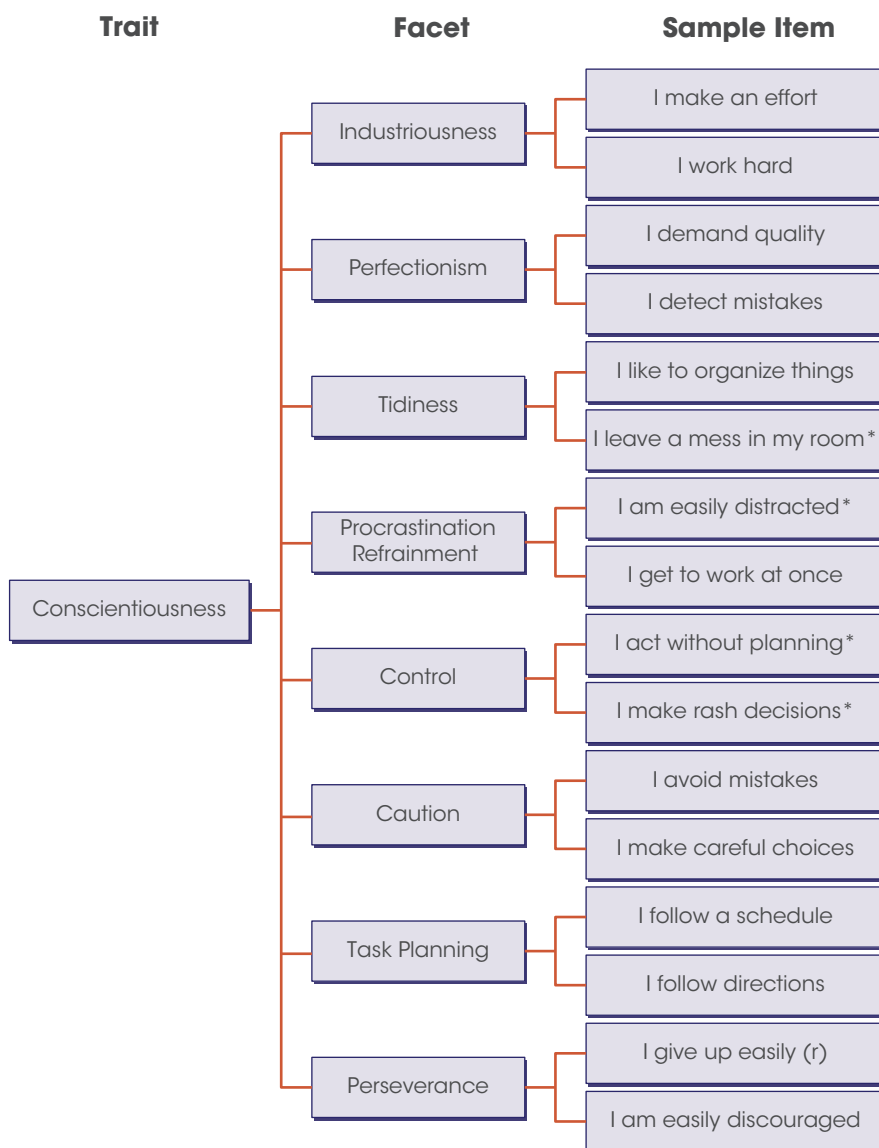 Trait Facet Sample Item
I make an effort
Industriousness
I work hard
I demand quality
Perfectionism
I detect mistakes
I like to organize things
Tidiness
I leave a mess in my room*
I am easily distracted*
Procrastination
Refrainment
I get to work at once
Conscientiousness
I act without planning*
Control
I make rash decisions*
I avoid mistakes
Caution
I make careful choices
I follow a schedule
Task Planning
I follow directions
I give up easily (r)
Perseverance
I am easily discouraged